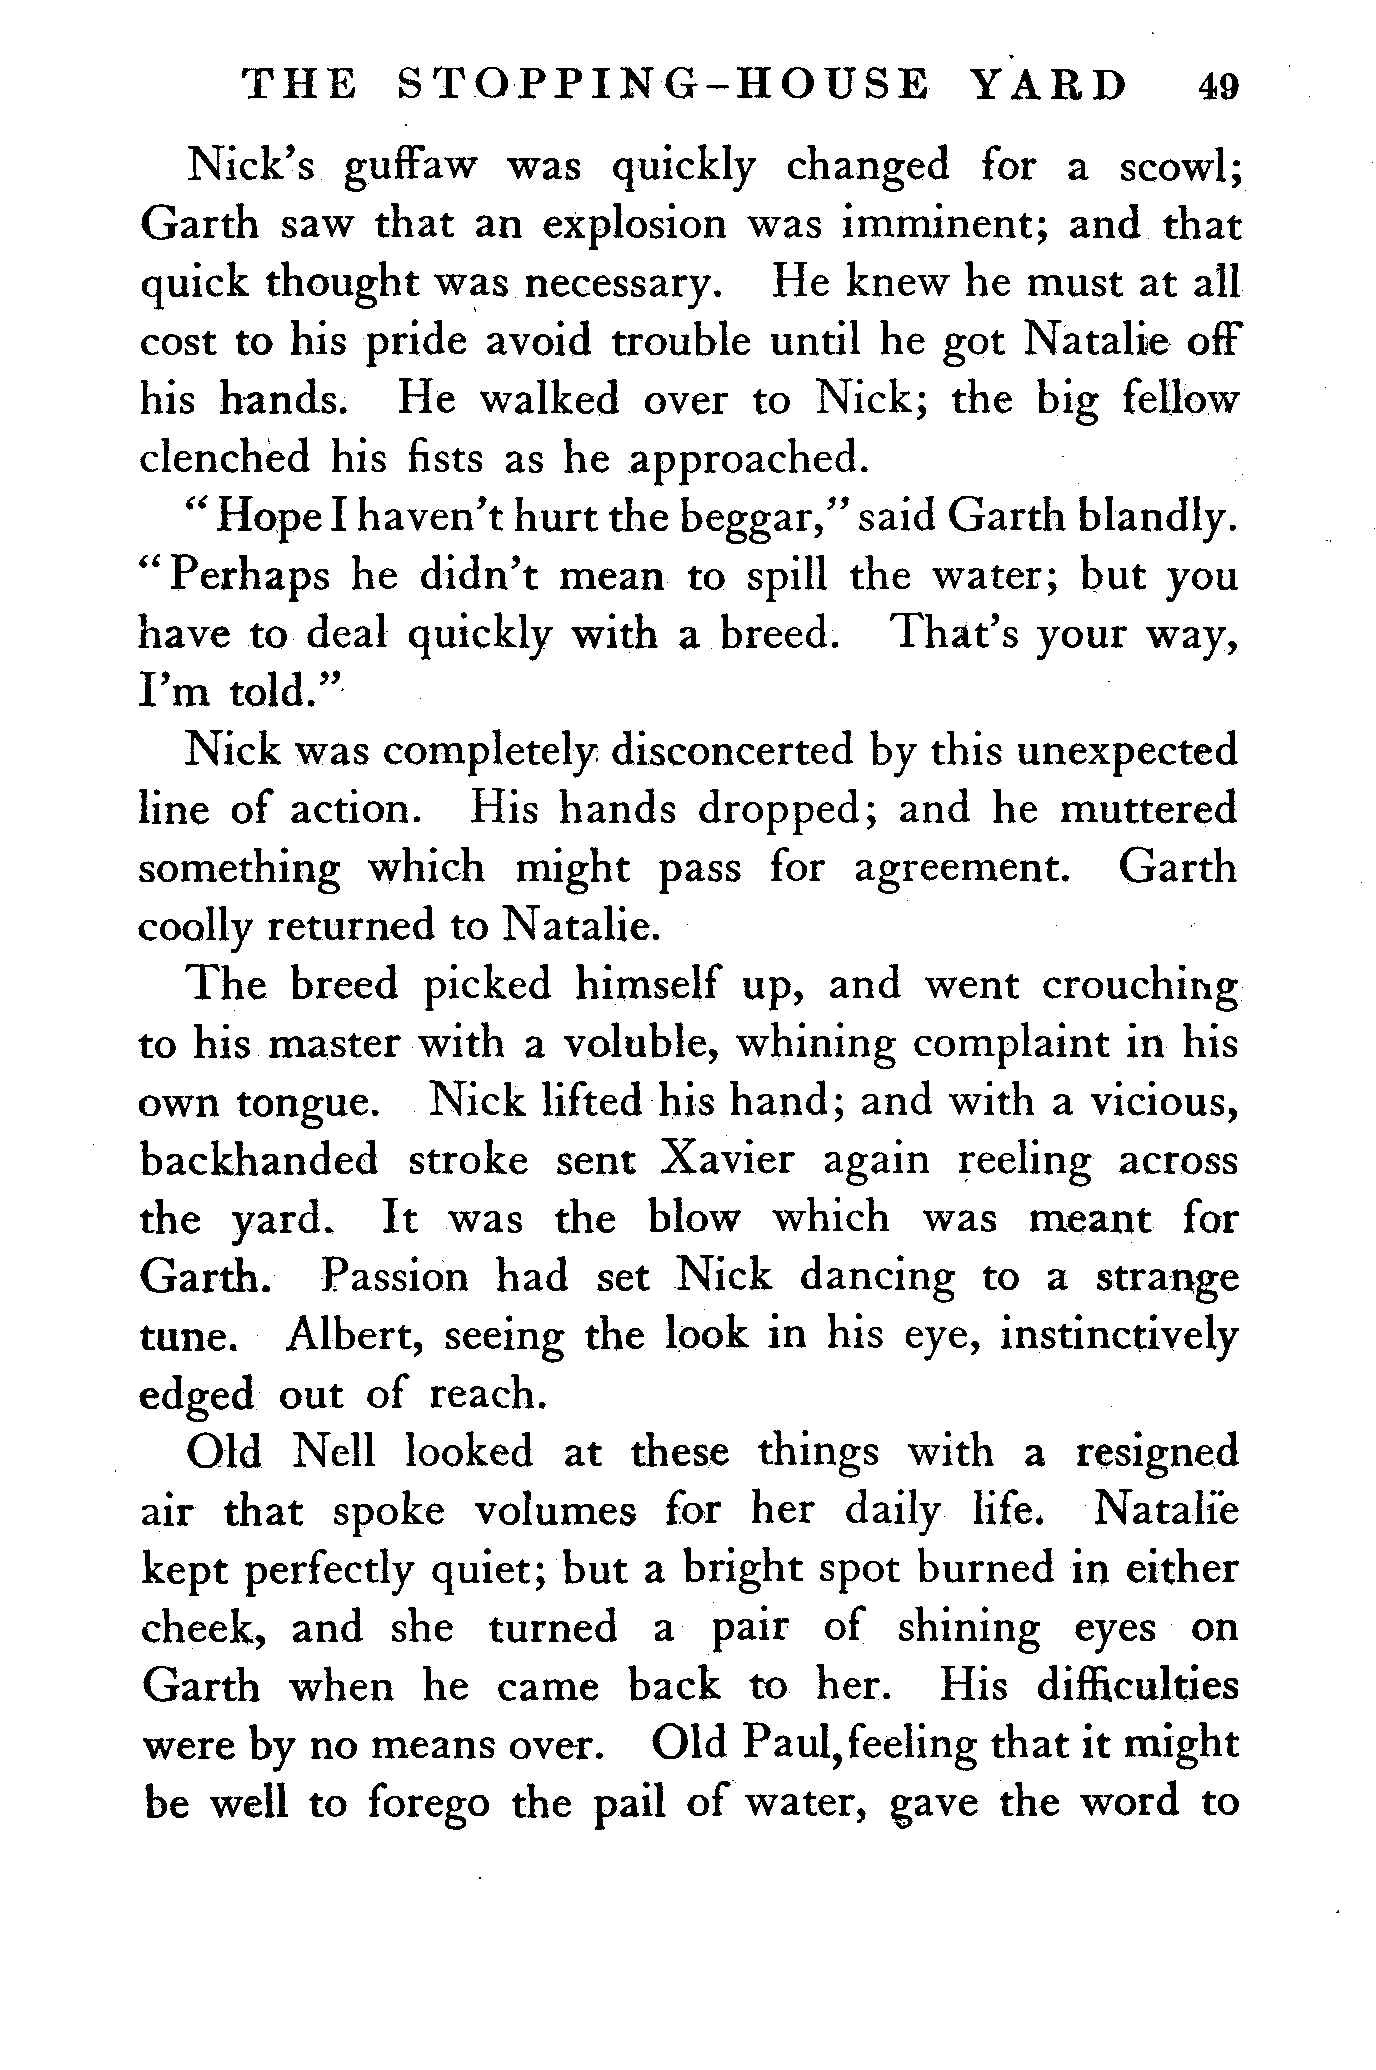 THE STOPPING-HOUSE YARD 49
Nick's guffaw was quickly changed for a scowl;
Garth saw that an explosion was imminent; and that
quick thought was necessary. He knew he must at all
cost to his pride avoid trouble until he got Natalie off
his hands. He walked over to Nick; the big fellow
clenched his fists as he approached.
"Hope I haven't hurt the beggar," said Garth blandly.
"Perhaps he didn't mean to spill the water; but you
have to deal quickly with a breed. That's your way,
I'm told."
Nick was completely disconcerted by this unexpected
line of action. His hands dropped; and he muttered
something which might pass for agreement. Garth
coolly returned to Natalie.
The breed picked himself up, and went crouching
to his master with a voluble, whining complaint in his
own tongue. Nick lifted his hand; and with a vicious,
backhanded stroke sent Xavier again reeling across
the yard. It was the blow which was meant for
Garth. Passion had set Nick dancing to a strange
tune. Albert, seeing the look in his eye, instinctively
edged out of reach.
Old Nell looked at these things with a resigned
air that spoke volumes for her daily life. Natalie
kept perfectly quiet; but a bright spot burned in either
cheek, and she turned a pair of shining eyes on
Garth when he came back to her. His difficulties
were by no means over. Old Paul, feeling that it might
be well to forego the pail of water, gave the word to